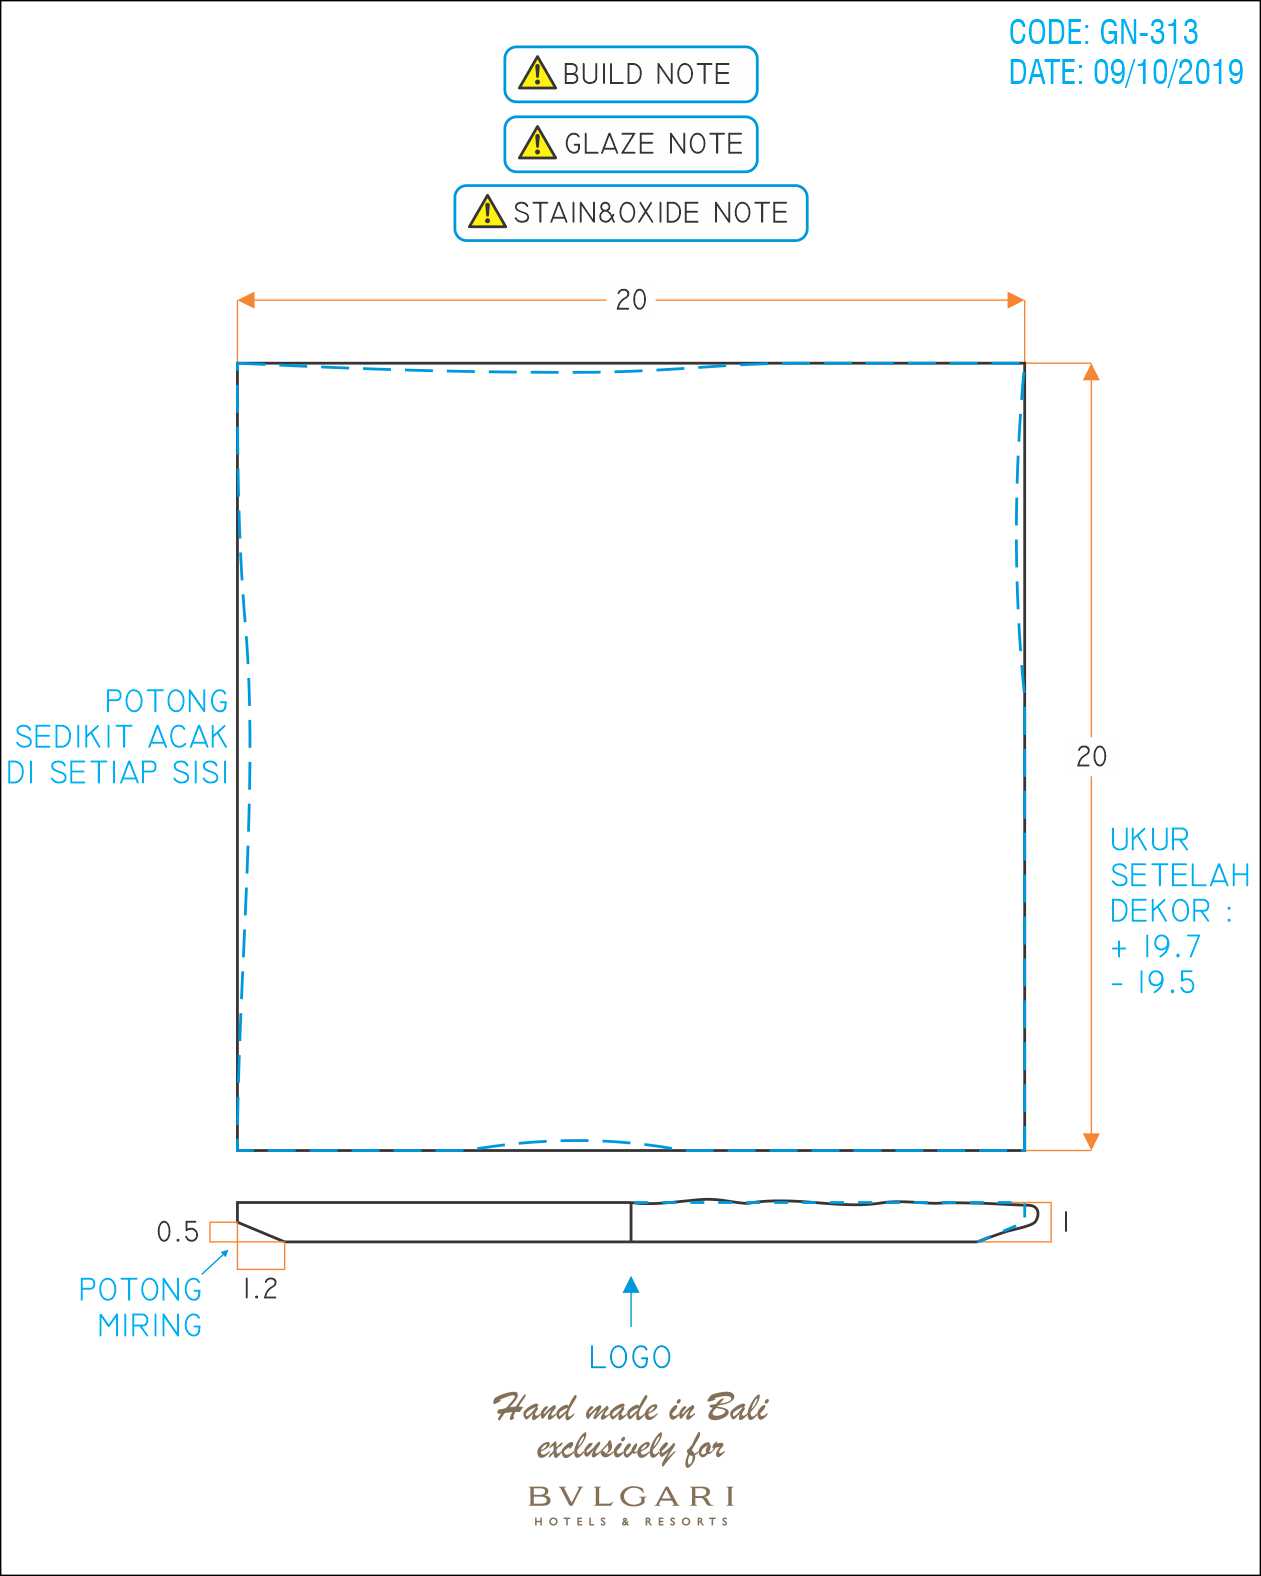 CODE: GN-313
DATE: 09/10/2019
BUILD NOTE
GLAZE NOTE
STAIN&OXIDE NOTE
20
POTONG
SEDIKIT ACAK
DI SETIAP SISI
20
UKUR
SETELAH
DEKOR :
+ 19.7
- 19.5
0.5
1
POTONG
MIRING
1.2
LOGO
Hand made in Bali
exclusively for
BVLGARI
HOTELS & RESORTS